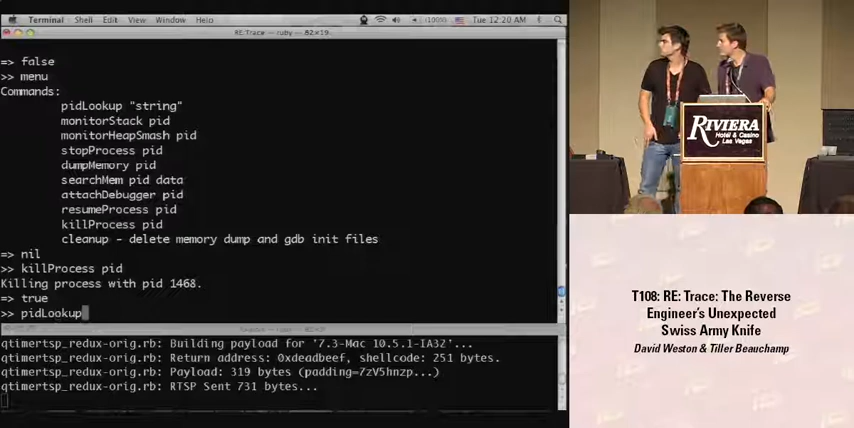 Terminal Shell Edit View Window Help
Tue 12:20 AM
RE:Trace — ruby — 82×19
=> false
>> menu
Commands:
pidLookup "string"
monitorStack pid
monitorHeapSmash pid
stopProcess pid
dumpMemory pid
searchMem pid data
attachDebugger pid
resumeProcess pid
killProcess pid
cleanup - delete memory dump and gdb init files
=> nil
>> killProcess pid
Killing process with pid 1468.
=> true
>> pidLookup
qtimertsp_redux-orig.rb: Building payload for '7.3-Mac 10.5.1-IA32'...
qtimertsp_redux-orig.rb: Return address: 0xdeadbeef, shellcode: 251 bytes.
qtimertsp_redux-orig.rb: Payload: 319 bytes (padding=7zV5hnzp...)
qtimertsp_redux-orig.rb: RTSP Sent 731 bytes...
RIVIERA
Hotel & Casino
Las Vegas
T108: RE: Trace: The Reverse
Engineer's Unexpected
Swiss Army Knife
David Weston & Tiller Beauchamp